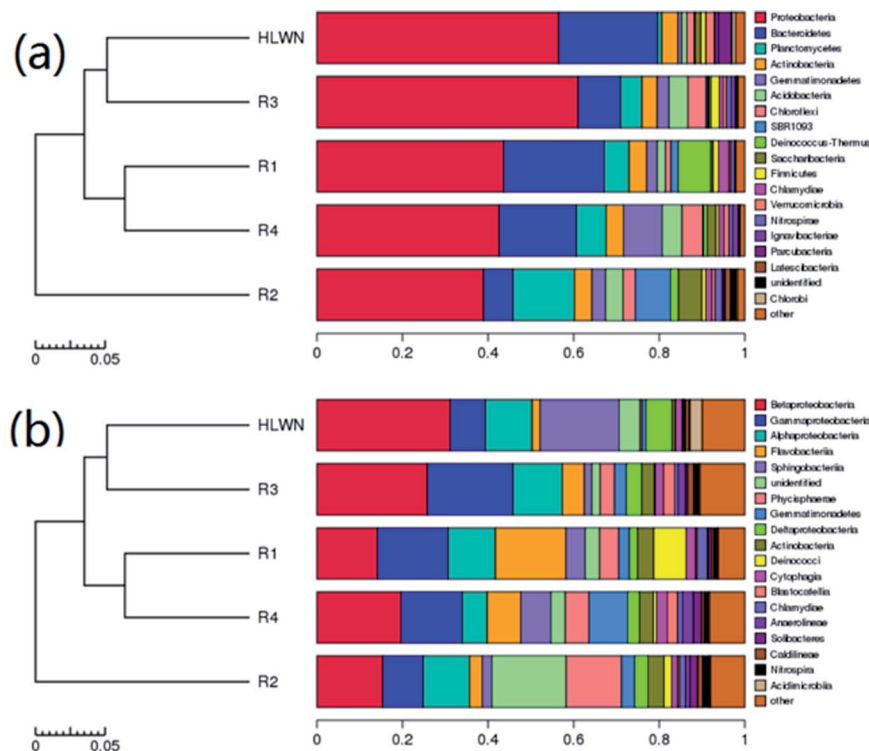 (a)
HLWN
R3
R1
R4
R2
0 0.05
0 0.2 0.4 0.6 0.8 1
Proteobacteria
Bacteroidetes
Planctomycetes
Actinobacteria
Gemmatimonadetes
Acidobacteria
Chloroflexi
SBR1093
Deinococcus-Thermus
Saccharibacteria
Firmicutes
Chlamydiae
Verrucomicrobia
Nitrospirae
Ignavibacteriae
Parcubacteria
Latescibacteria
unidentified
Chlorobi
other
(b)
HLWN
R3
R1
R4
R2
0 0.05
0 0.2 0.4 0.6 0.8 1
Betaproteobacteria
Gammaproteobacteria
Alphaproteobacteria
Flavobacteriia
Sphingobacteriia
unidentified
Phycisphaerae
Gemmatimonadetes
Deltaproteobacteria
Actinobacteria
Deinococci
Cytophagia
Blastocatellia
Chlamydiae
Anaerolineae
Solibacteres
Caldilineae
Nitrospira
Acidimicrobiia
other